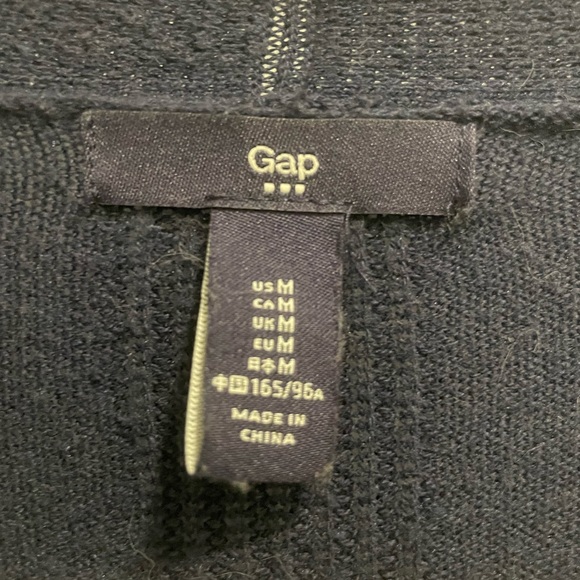 Gap
US M
CA M
UK M
EU M
日本 M
中国 165/96A
MADE IN
CHINA